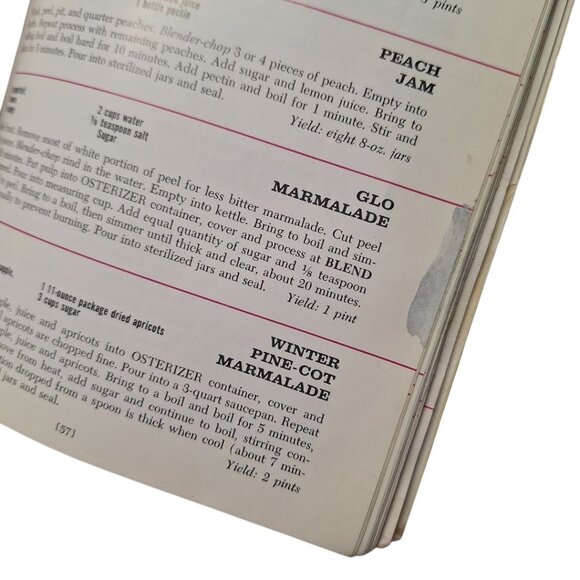 3 pints
juice
1 bottle pectin
PEACH
JAM
peel, pit, and quarter peaches. Blender-chop 3 or 4 pieces of peach. Empty into
Repeat process with remaining peaches. Add sugar and lemon juice. Bring to
boil and boil hard for 10 minutes. Add pectin and boil for 1 minute. Stir and
for 5 minutes. Pour into sterilized jars and seal.
Yield: eight 8-oz. jars
2 cups water
⅛ teaspoon salt
Sugar
GLO
MARMALADE
Remove most of white portion of peel for less bitter marmalade. Cut peel
Blender-chop rind in the water. Empty into kettle. Bring to boil and sim-
minutes. Put pulp into OSTERIZER container, cover and process at BLEND
Pour into measuring cup. Add equal quantity of sugar and ⅛ teaspoon
peel. Bring to a boil, then simmer until thick and clear, about 20 minutes.
to prevent burning. Pour into sterilized jars and seal.
Yield: 1 pint
1 11-ounce package dried apricots
3 cups sugar
WINTER
PINE-COT
MARMALADE
juice and apricots into OSTERIZER container, cover and
apricots are chopped fine. Pour into a 3-quart saucepan. Repeat
juice and apricots. Bring to a boil and boil for 5 minutes,
from heat, add sugar and continue to boil, stirring con-
dropped from a spoon is thick when cool (about 7 min-
jars and seal.
Yield: 2 pints
[57]